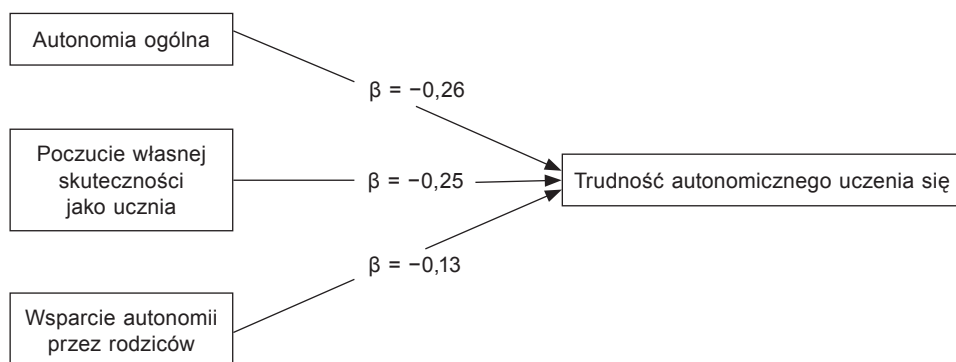 Autonomia ogólna
β = −0,26
Poczucie własnej
skuteczności
jako ucznia
β = −0,25
Trudność autonomicznego uczenia się
β = −0,13
Wsparcie autonomii
przez rodziców